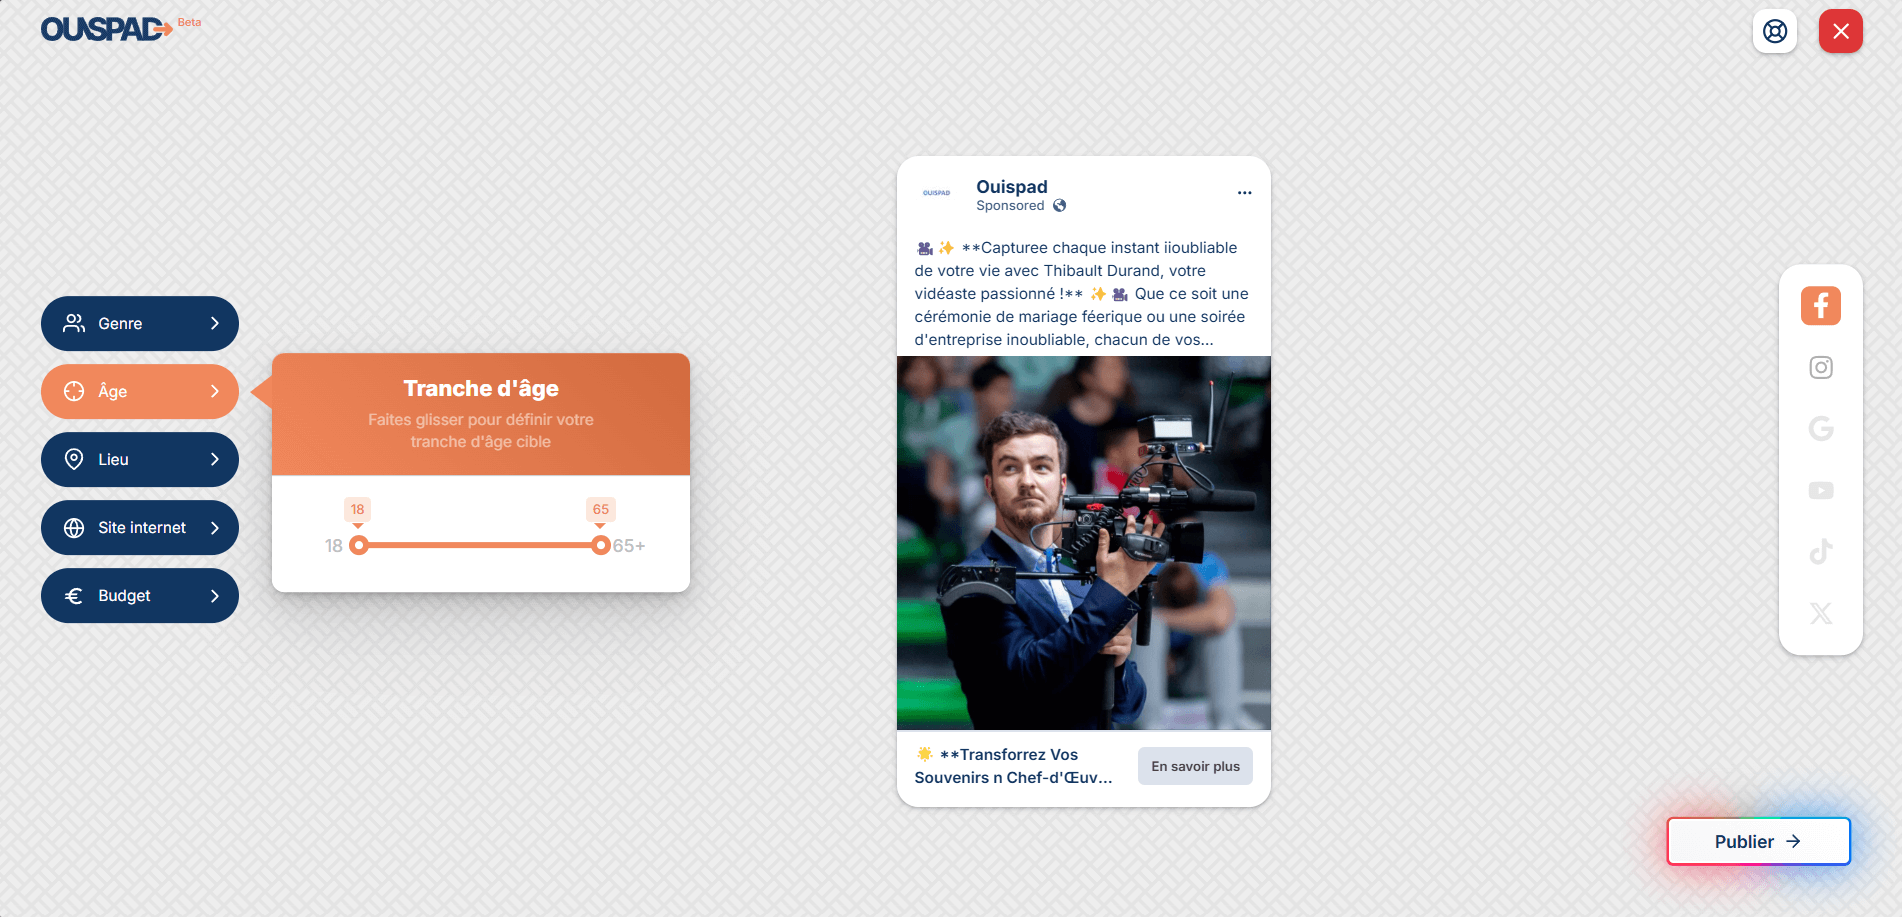 OUISPAD Beta
Genre
Âge
Lieu
Site internet
Budget
Tranche d'âge
Faites glisser pour définir votre
tranche d'âge cible
18 65
18 65+
OUISPAD
Ouispad
Sponsored
...
🎥✨ **Capturee chaque instant iioubliable
de votre vie avec Thibault Durand, votre
vidéaste passionné !** ✨🎥 Que ce soit une
cérémonie de mariage féerique ou une soirée
d'entreprise inoubliable, chacun de vos...
🌟 **Transforrez Vos
Souvenirs n Chef-d'Œuv...
En savoir plus
Publier →